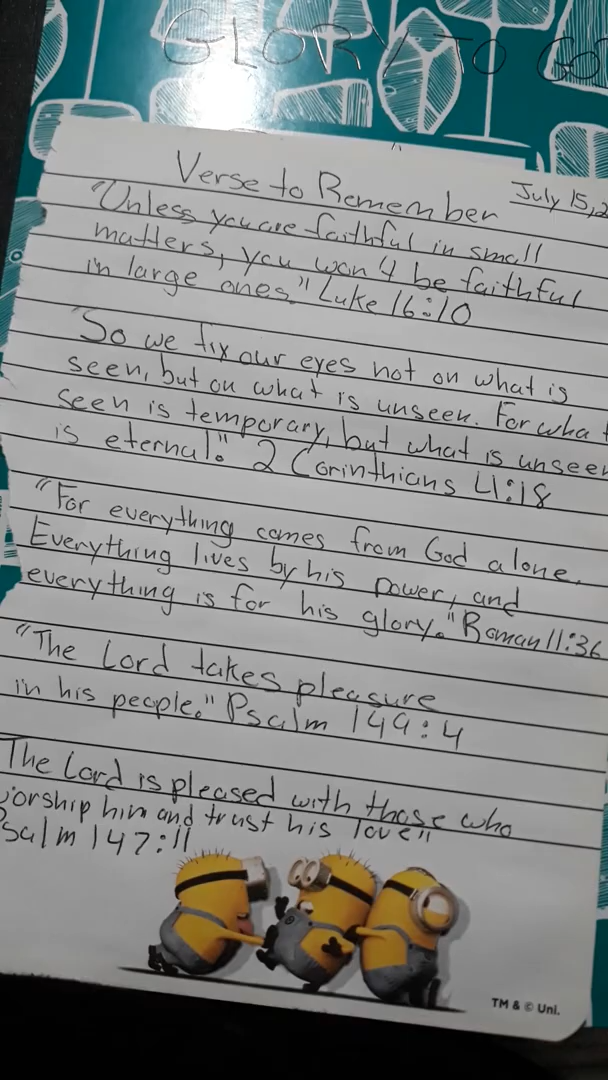 GLORY TO GO
Verse to Remember
July 15, 2
"Unless you are faithful in small
matters, you won't be faithful
in large ones." Luke 16:10
"So we fix our eyes not on what is
seen, but on what is unseen. For what
seen is temporary, but what is unseen
is eternal." 2 Corinthians 4:18
"For everything comes from God alone.
Everything lives by his power, and
everything is for his glory." Roman 11:36
"The Lord takes pleasure
in his people." Psalm 149:4
The Lord is pleased with those who
worship him and trust his love"
Psalm 147:11
TM & © Uni.